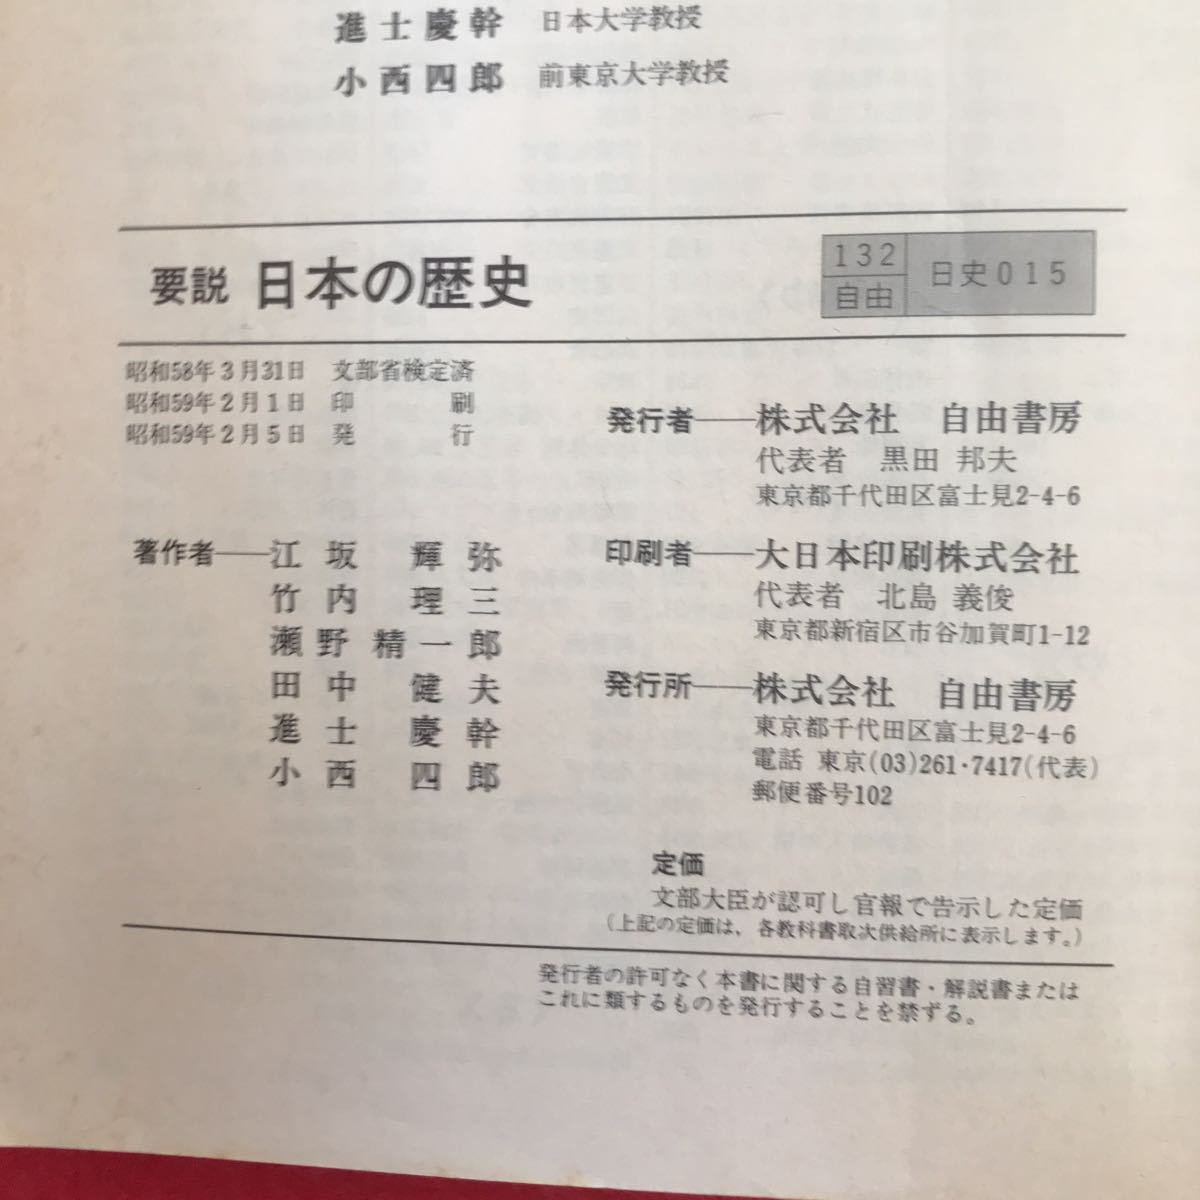 進士慶幹 日本大学教授
小西四郎 前東京大学教授
要説 日本の歴史
132
自由
日史015
昭和58年3月31日 文部省検定済
昭和59年2月1日 印刷
昭和59年2月5日 発行
著作者―江坂輝弥
竹内理三
瀬野精一郎
田中健夫
進士慶幹
小西四郎
発行者―株式会社 自由書房
代表者 黒田 邦夫
東京都千代田区富士見2-4-6
印刷者―大日本印刷株式会社
代表者 北島 義俊
東京都新宿区市谷加賀町1-12
発行所―株式会社 自由書房
東京都千代田区富士見2-4-6
電話 東京(03)261・7417(代表)
郵便番号102
定価
文部大臣が認可し官報で告示した定価
(上記の定価は、各教科書取次供給所に表示します。)
発行者の許可なく本書に関する自習書・解説書または
これに類するものを発行することを禁ずる。